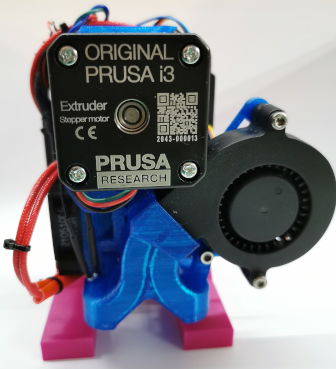 ORIGINAL
PRUSA i3
Extruder
Stepper motor
CE
2043-000013
PRUSA
RESEARCH